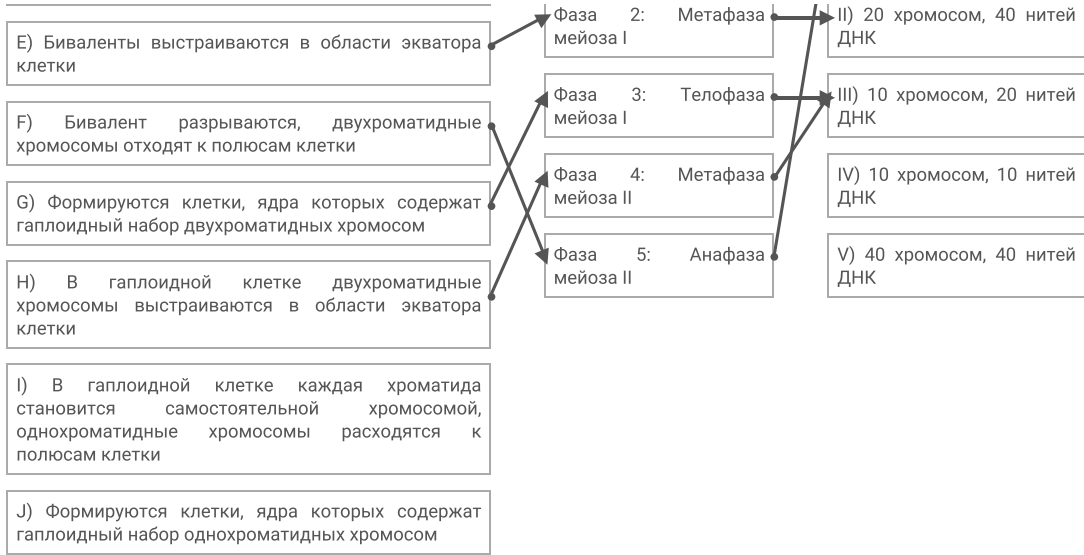 E) Биваленты выстраиваются в области экватора
клетки
F) Бивалент разрываются, двухроматидные
хромосомы отходят к полюсам клетки
G) Формируются клетки, ядра которых содержат
гаплоидный набор двухроматидных хромосом
H) В гаплоидной клетке двухроматидные
хромосомы выстраиваются в области экватора
клетки
I) В гаплоидной клетке каждая хроматида
становится самостоятельной хромосомой,
однохроматидные хромосомы расходятся к
полюсам клетки
J) Формируются клетки, ядра которых содержат
гаплоидный набор однохроматидных хромосом
Фаза 2: Метафаза
мейоза I
Фаза 3: Телофаза
мейоза I
Фаза 4: Метафаза
мейоза II
Фаза 5: Анафаза
мейоза II
II) 20 хромосом, 40 нитей
ДНК
III) 10 хромосом, 20 нитей
ДНК
IV) 10 хромосом, 10 нитей
ДНК
V) 40 хромосом, 40 нитей
ДНК